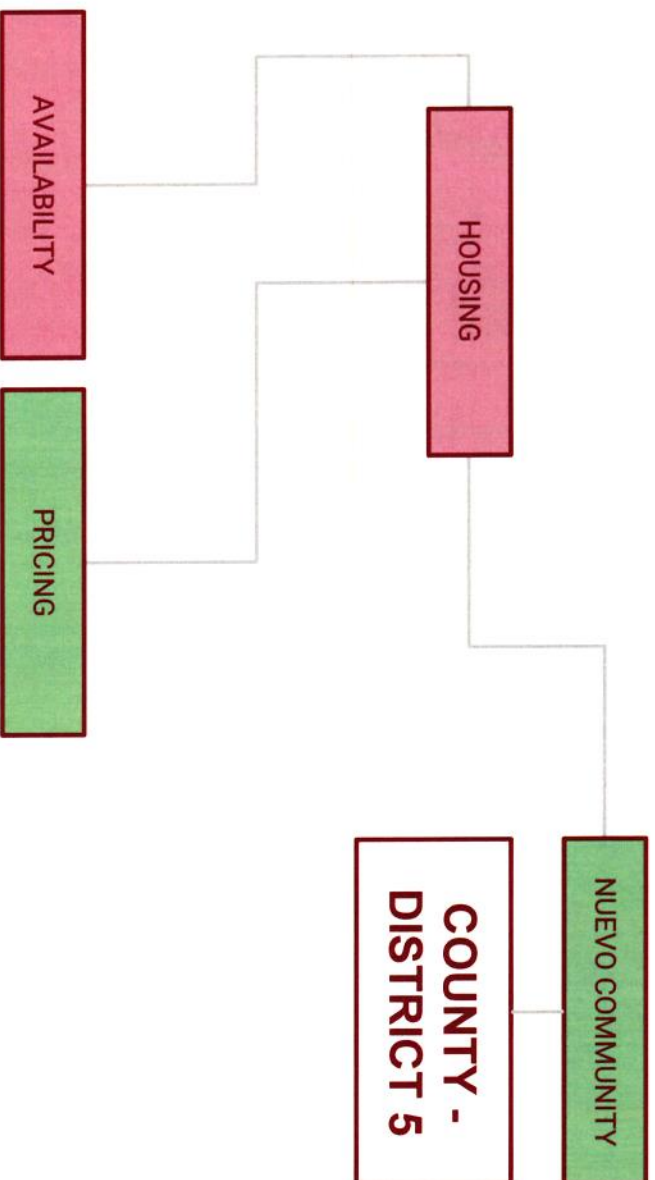 NUEVO COMMUNITY
COUNTY -
DISTRICT 5
HOUSING
AVAILABILITY
PRICING